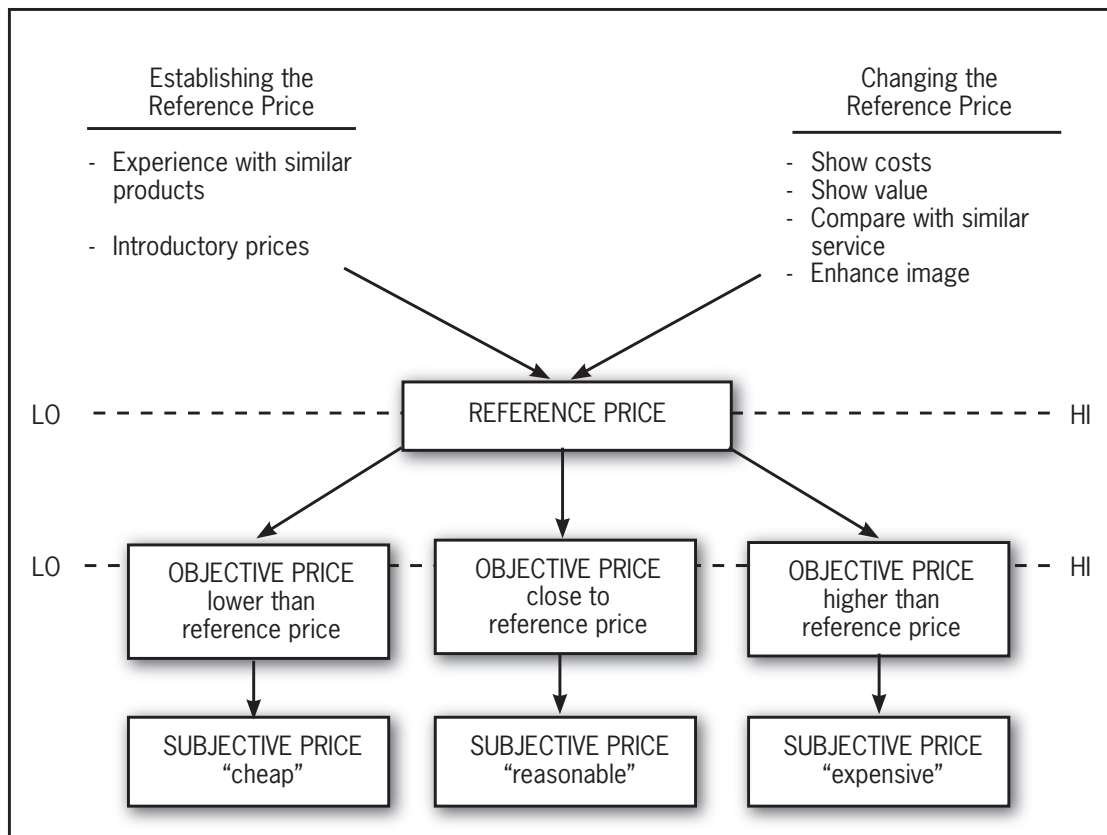 Establishing the
Reference Price
- Experience with similar
products
- Introductory prices
Changing the
Reference Price
- Show costs
- Show value
- Compare with similar
service
- Enhance image
LO
REFERENCE PRICE
HI
LO
OBJECTIVE PRICE
lower than
reference price
OBJECTIVE PRICE
close to
reference price
OBJECTIVE PRICE
higher than
reference price
HI
SUBJECTIVE PRICE
“cheap”
SUBJECTIVE PRICE
“reasonable”
SUBJECTIVE PRICE
“expensive”